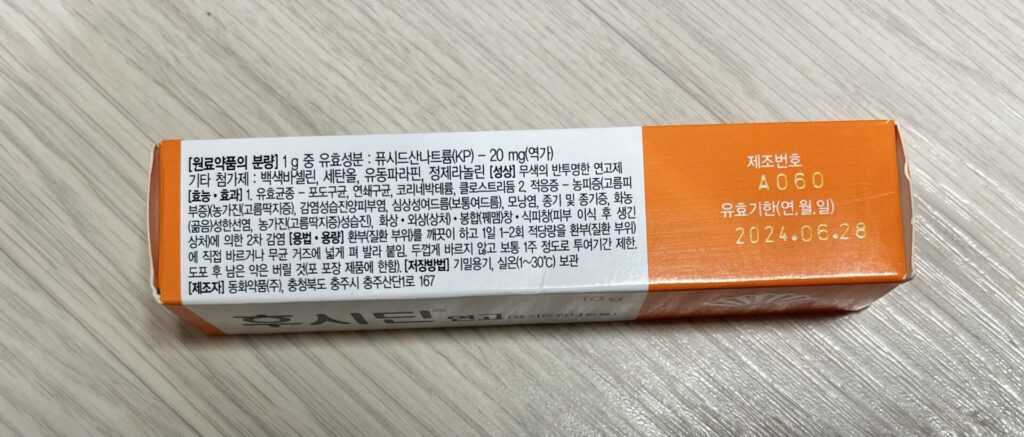 [원료약품의 분량] 1 g 중 유효성분 : 퓨시드산나트륨(KP) – 20 mg(역가)
기타 첨가제 : 백색바셀린, 세탄올, 유동파라핀, 정제라놀린 [성상] 무색의 반투명한 연고제
[효능·효과] 1. 유효균종 – 포도구균, 연쇄구균, 코리네박테륨, 클로스트리듐 2. 적응증 – 농피증(고름피
부증)(농가진(고름딱지증), 감염성습진양피부염, 심상성여드름(보통여드름), 모낭염, 종기 및 종기증, 화농
(곪음)성한선염, 농가진(고름딱지증)성습진), 화상·외상(상처)·봉합(꿰맴)창·식피창(피부 이식 후 생긴
상처)에 의한 2차 감염 [용법·용량] 환부(질환 부위)를 깨끗이 하고 1일 1~2회 적당량을 환부(질환 부위)
에 직접 바르거나 무균 거즈에 넓게 펴 발라 붙임. 두껍게 바르지 않고 보통 1주 정도로 투여기간 제한.
도포 후 남은 약은 버릴 것(포 포장 제품에 한함). [저장방법] 기밀용기, 실온(1~30℃) 보관
[제조자] 동화약품(주), 충청북도 충주시 충주산단1로 167
제조번호
A060
유효기한(연,월,일)
2024.06.28
10 g
후시딘 연고